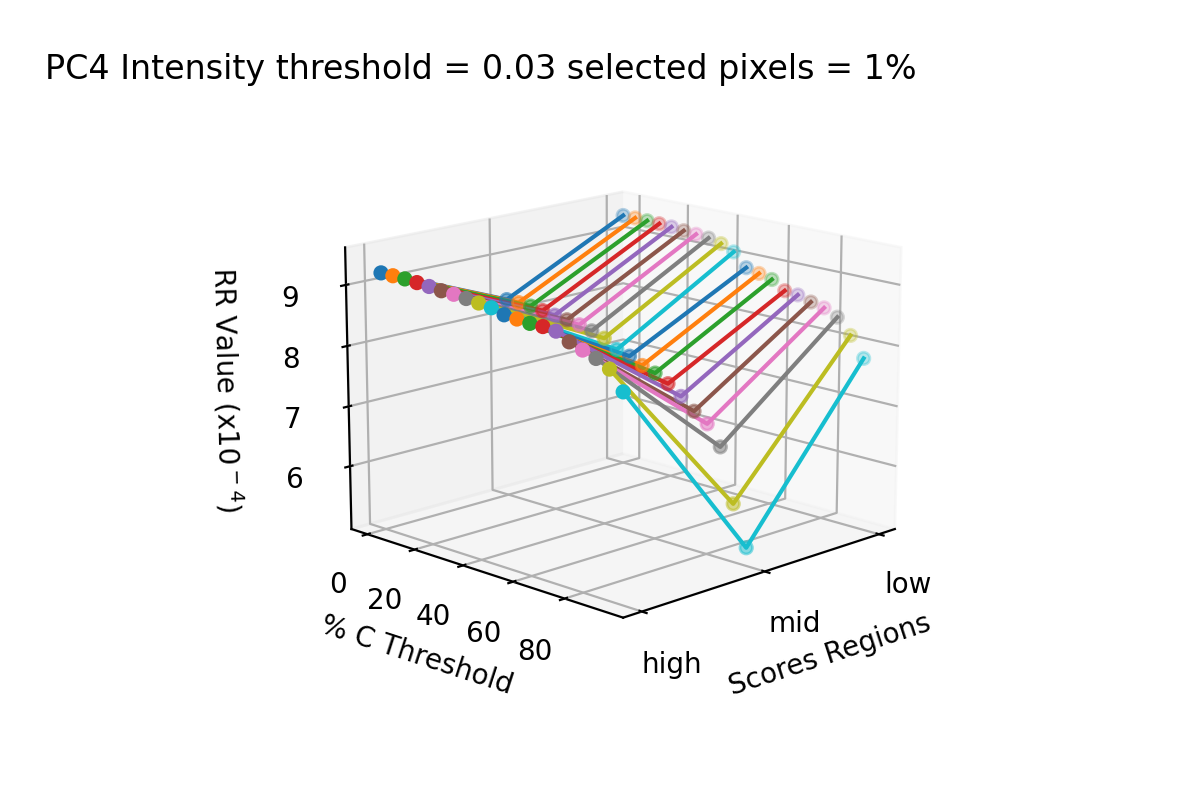 PC4 Intensity threshold = 0.03 selected pixels = 1%
RR Value (x10⁻⁴)
9
8
7
6
0
20
40
60
80
% C Threshold
high
mid
low
Scores Regions